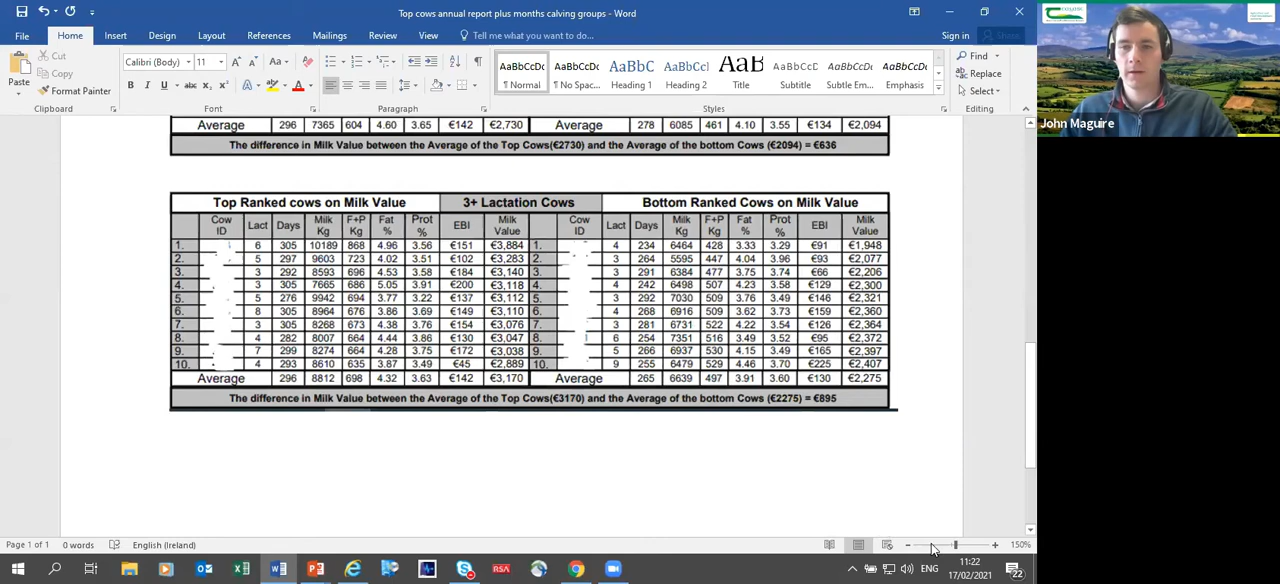 Top cows annual report plus months calving groups - Word
File Home Insert Design Layout References Mailings Review View Tell me what you want to do... Sign in Share
Paste Cut Copy Format Painter
Calibri (Body) 11
AaBbCcDc AaBbCcDc AaBbC AaBbCc AaBb AaBbCcD AaBbCcDc AaBbCcDc
¶ Normal ¶ No Spac... Heading 1 Heading 2 Title Subtitle Subtle Em... Emphasis
Find Replace Select
Clipboard Font Paragraph Styles Editing
John Maguire
Average 296 7365 604 4.60 3.65 €142 €2,730 Average 278 6085 461 4.10 3.55 €134 €2,094
The difference in Milk Value between the Average of the Top Cows(€2730) and the Average of the bottom Cows (€2094) = €636
Top Ranked cows on Milk Value 3+ Lactation Cows Bottom Ranked Cows on Milk Value
Cow ID Lact Days Milk Kg F+P Kg Fat % Prot % EBI Milk Value Cow ID Lact Days Milk Kg F+P Kg Fat % Prot % EBI Milk Value
1. 6 305 10189 868 4.96 3.56 €151 €3,884 1. 4 234 6464 428 3.33 3.29 €91 €1,948
2. 5 297 9603 723 4.02 3.51 €102 €3,283 2. 3 264 5595 447 4.04 3.96 €93 €2,077
3. 3 292 8593 696 4.53 3.58 €184 €3,140 3. 3 291 6384 477 3.75 3.74 €66 €2,206
4. 3 305 7665 686 5.05 3.91 €200 €3,118 4. 4 242 6498 507 4.23 3.58 €129 €2,300
5. 5 276 9942 694 3.77 3.22 €137 €3,112 5. 3 292 7030 509 3.76 3.49 €146 €2,321
6. 8 305 8964 676 3.86 3.69 €149 €3,110 6. 4 268 6916 509 3.62 3.73 €159 €2,360
7. 3 305 8268 673 4.38 3.76 €154 €3,076 7. 3 281 6731 522 4.22 3.54 €126 €2,364
8. 4 282 8007 664 4.44 3.86 €130 €3,047 8. 6 254 7351 516 3.49 3.52 €95 €2,372
9. 7 299 8274 664 4.28 3.75 €172 €3,038 9. 5 266 6937 530 4.15 3.49 €165 €2,397
10. 4 293 8610 635 3.87 3.49 €45 €2,889 10. 9 255 6479 529 4.46 3.70 €225 €2,407
Average 296 8812 698 4.32 3.63 €142 €3,170 Average 265 6639 497 3.91 3.60 €130 €2,275
The difference in Milk Value between the Average of the Top Cows(€3170) and the Average of the bottom Cows (€2275) = €895
Page 1 of 1 0 words English (Ireland) 150%
RSA ENG 11:22
17/02/2021 22